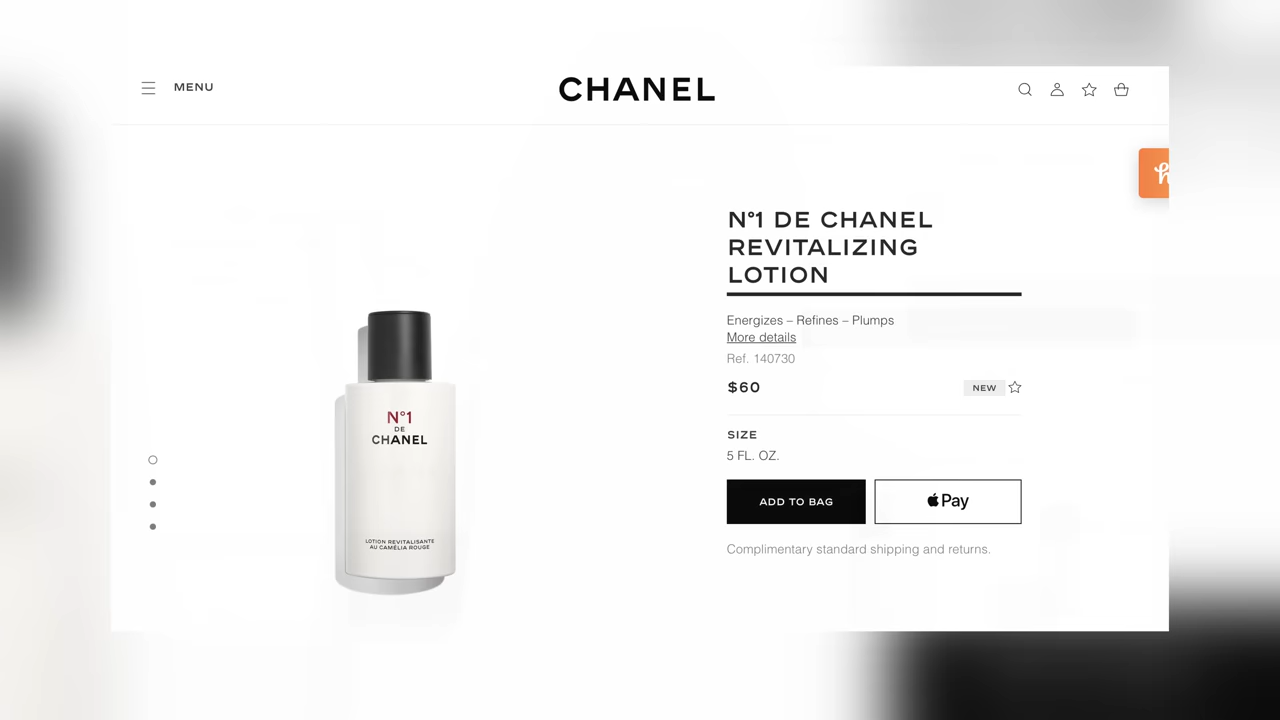 MENU
CHANEL
N°1 DE CHANEL
REVITALIZING
LOTION
Energizes – Refines – Plumps
More details
Ref. 140730
$60
NEW
SIZE
5 FL. OZ.
ADD TO BAG
Pay
Complimentary standard shipping and returns.
N°1
DE
CHANEL
LOTION REVITALISANTE
AU CAMÉLIA ROUGE
h